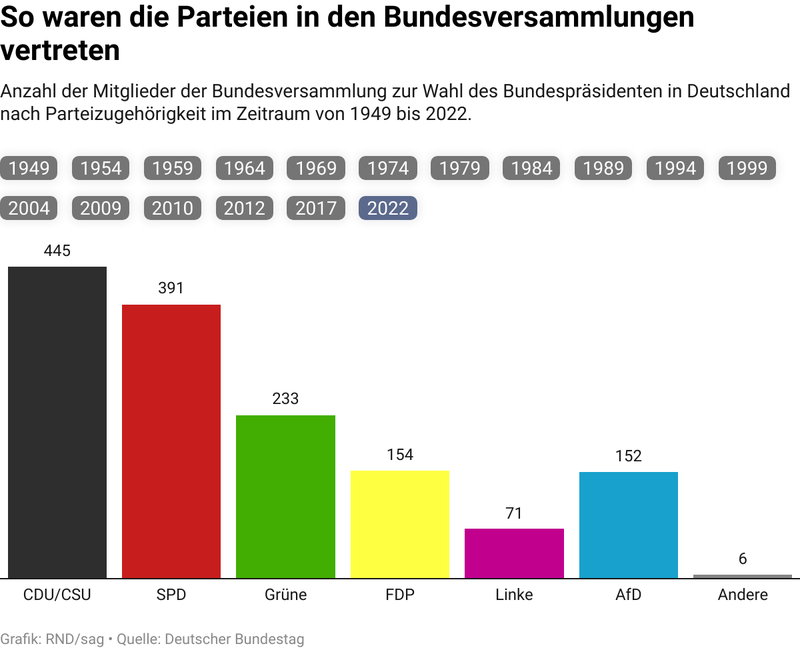 So waren die Parteien in den Bundesversammlungen
vertreten
Anzahl der Mitglieder der Bundesversammlung zur Wahl des Bundespräsidenten in Deutschland
nach Parteizugehörigkeit im Zeitraum von 1949 bis 2022.
1949 1954 1959 1964 1969 1974 1979 1984 1989 1994 1999
2004 2009 2010 2012 2017 2022
445 391 233 154 71 152 6
CDU/CSU SPD Grüne FDP Linke AfD Andere
Grafik: RND/sag • Quelle: Deutscher Bundestag